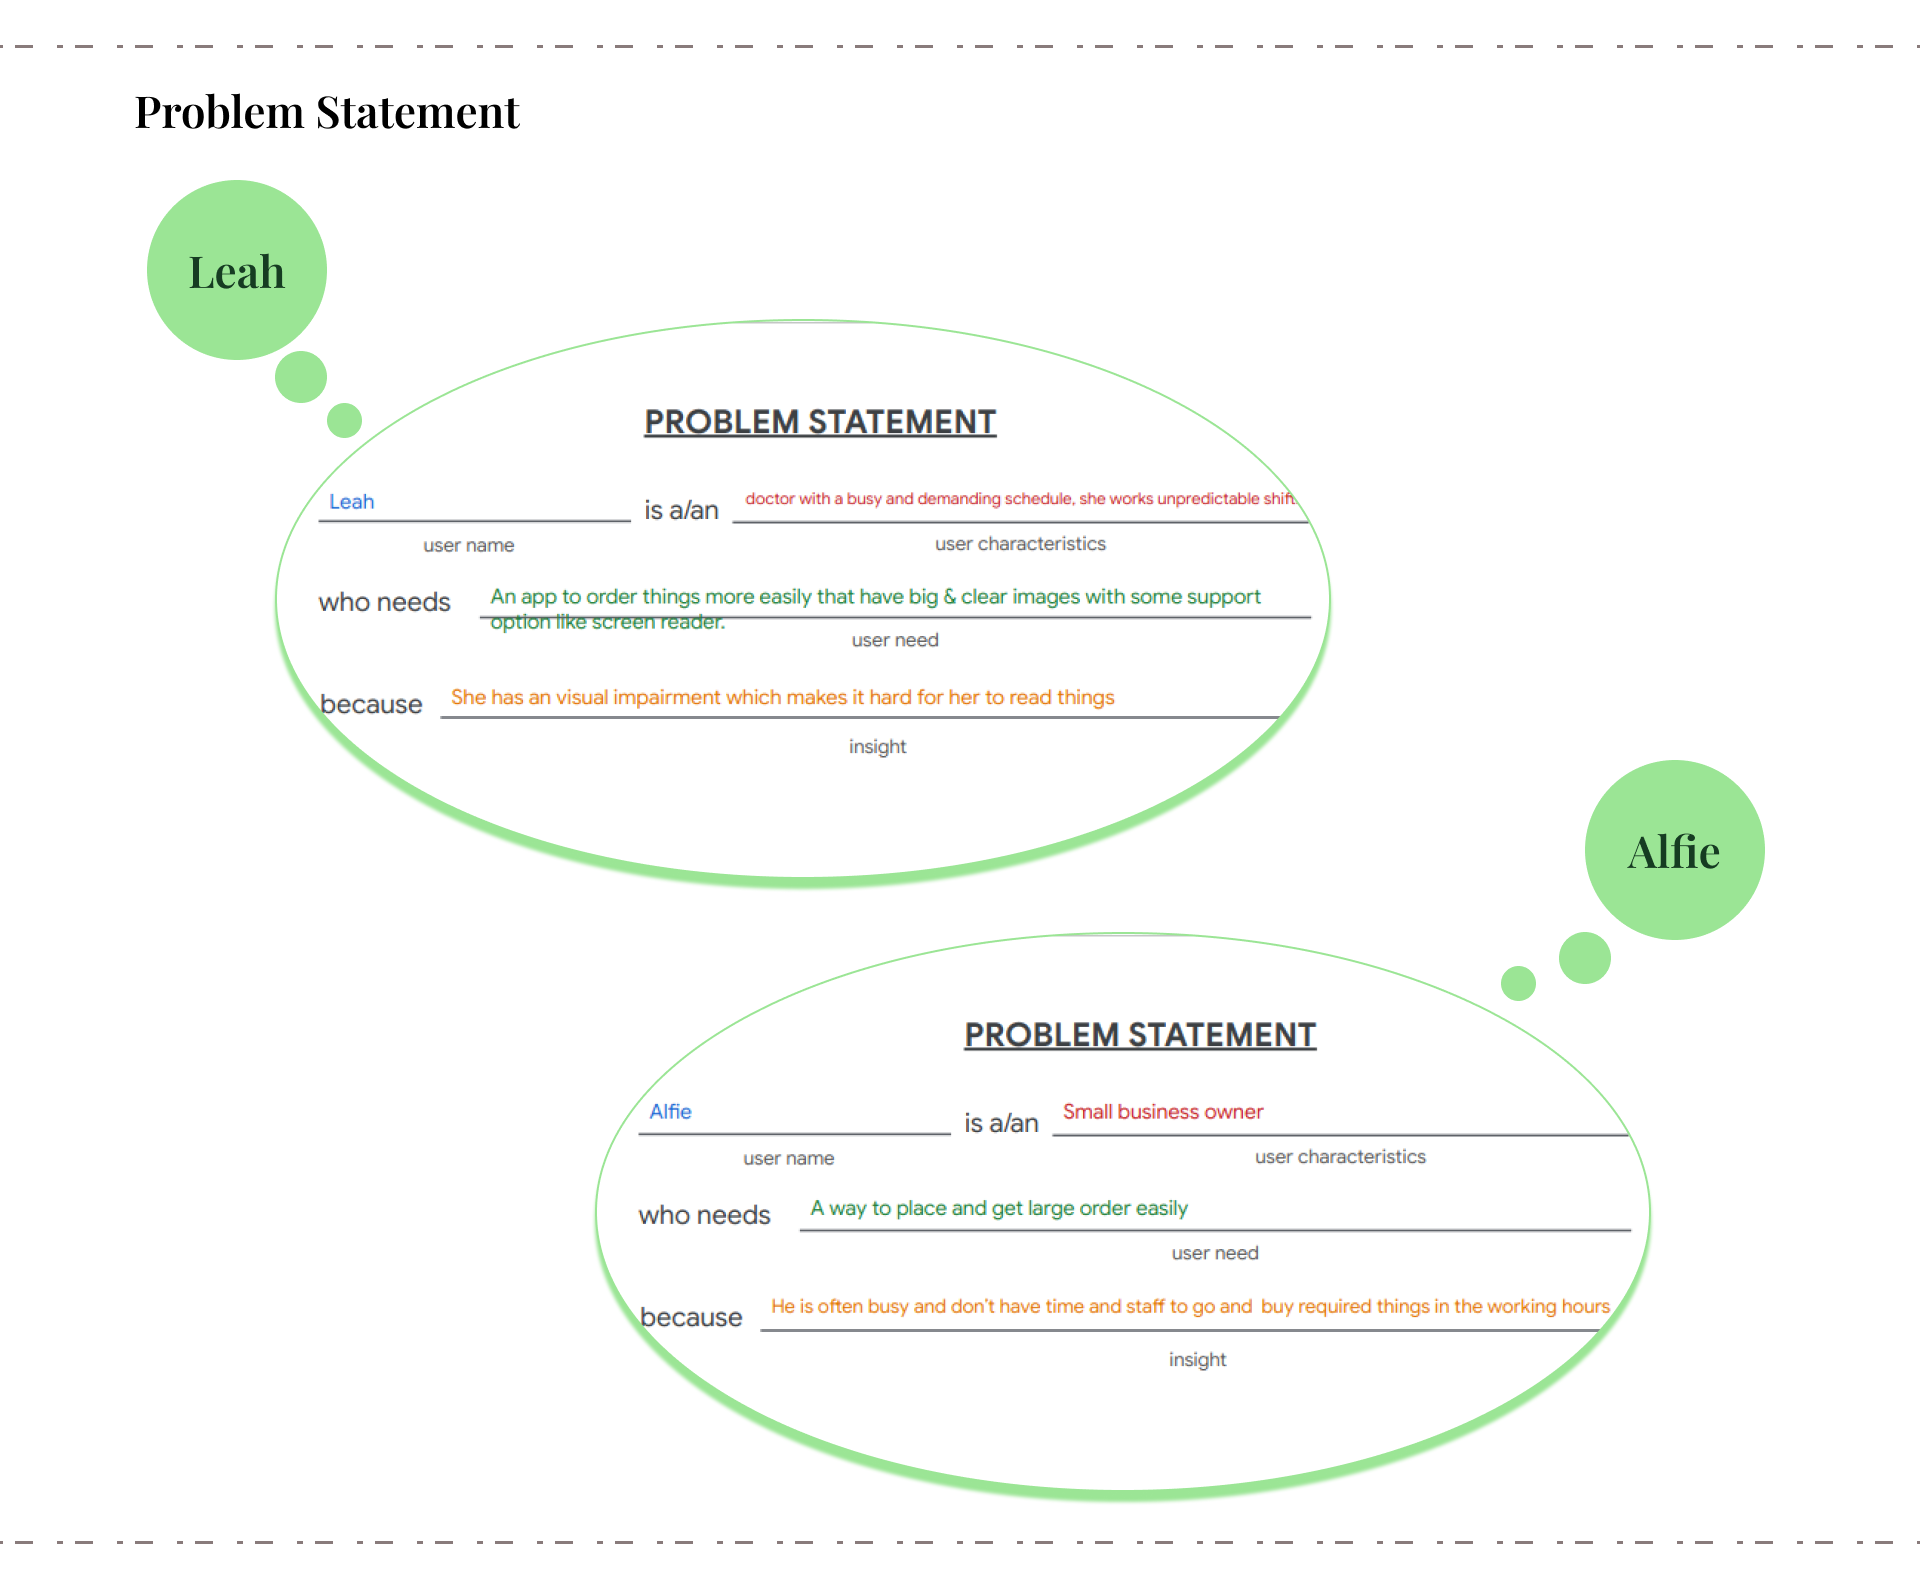 Problem Statement
Leah
PROBLEM STATEMENT
Leah is a/an doctor with a busy and demanding schedule, she works unpredictable shift
user name user characteristics
who needs An app to order things more easily that have big & clear images with some support
option like screen reader.
user need
because She has an visual impairment which makes it hard for her to read things
insight
Alfie
PROBLEM STATEMENT
Alfie is a/an Small business owner
user name user characteristics
who needs A way to place and get large order easily
user need
because He is often busy and don't have time and staff to go and buy required things in the working hours
insight